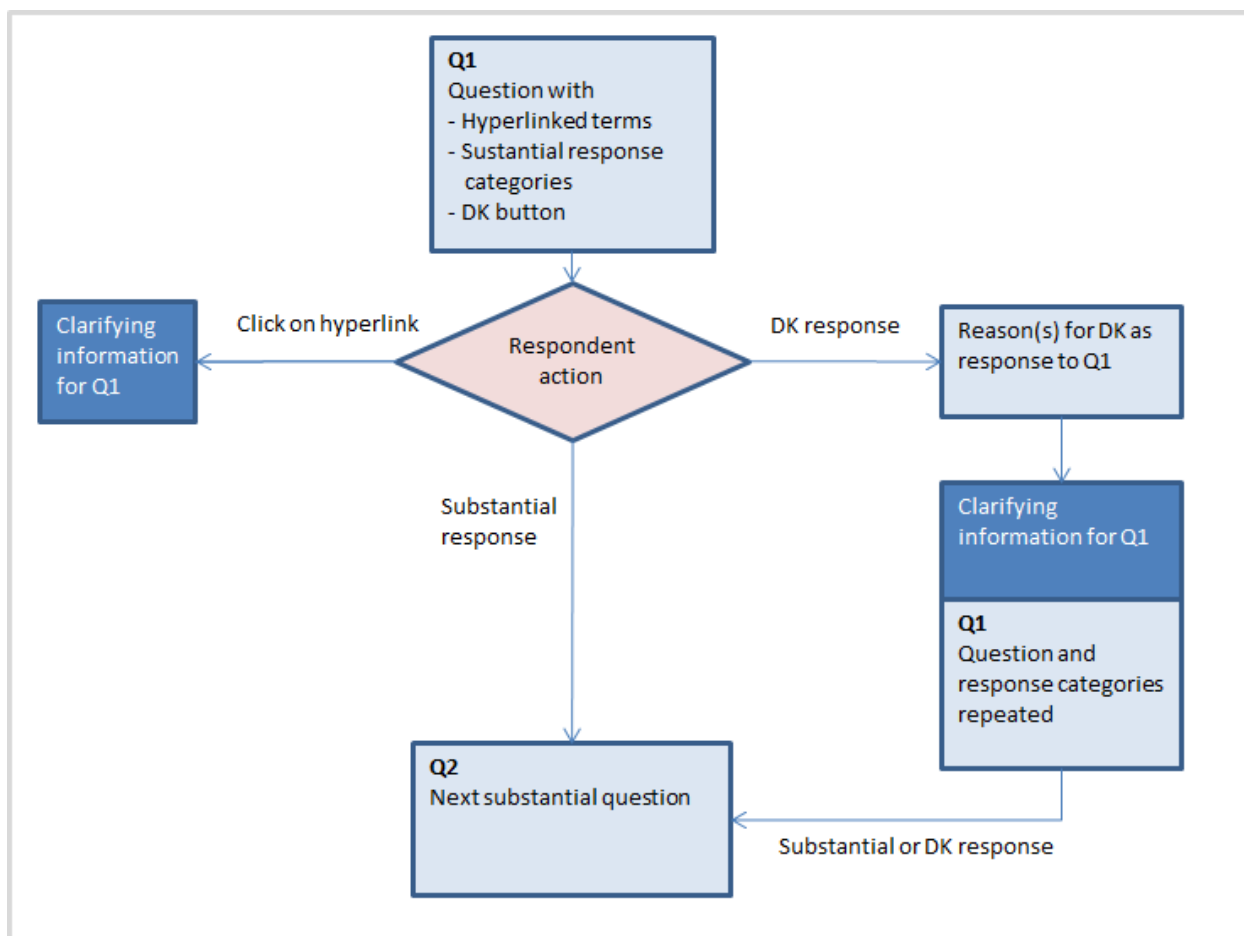 Q1
Question with
- Hyperlinked terms
- Sustantial response
categories
- DK button
Clarifying
information
for Q1
Click on hyperlink
Respondent
action
DK response
Reason(s) for DK as
response to Q1
Substantial
response
Clarifying
information for Q1
Q1
Question and
response categories
repeated
Q2
Next substantial question
Substantial or DK response